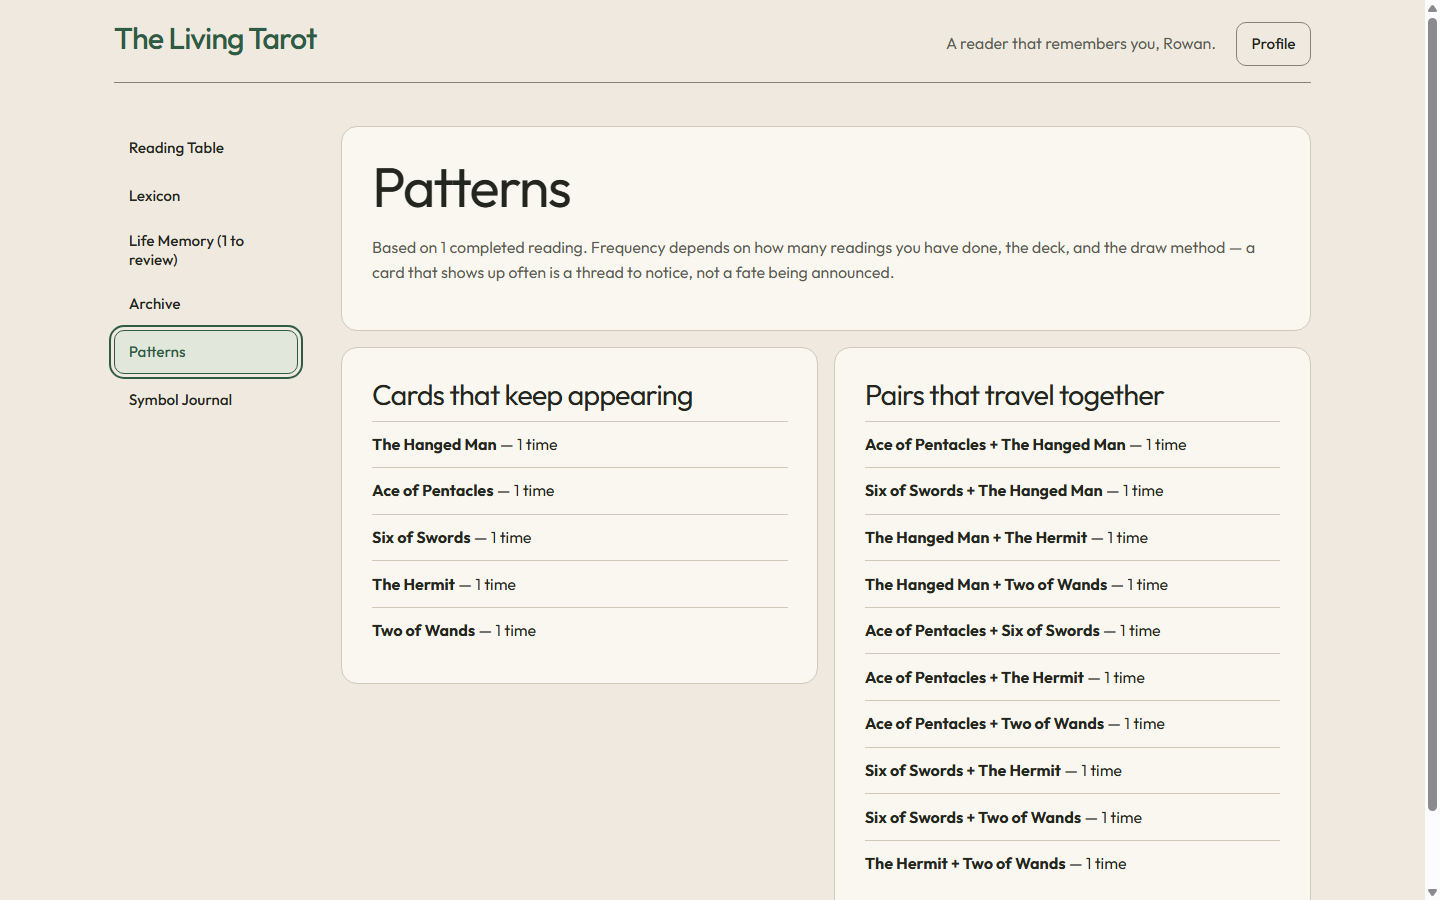 The Living Tarot
A reader that remembers you, Rowan.
Profile
Reading Table
Lexicon
Life Memory (1 to
review)
Archive
Patterns
Symbol Journal
Patterns
Based on 1 completed reading. Frequency depends on how many readings you have done, the deck, and the draw method — a
card that shows up often is a thread to notice, not a fate being announced.
Cards that keep appearing
The Hanged Man — 1 time
Ace of Pentacles — 1 time
Six of Swords — 1 time
The Hermit — 1 time
Two of Wands — 1 time
Pairs that travel together
Ace of Pentacles + The Hanged Man — 1 time
Six of Swords + The Hanged Man — 1 time
The Hanged Man + The Hermit — 1 time
The Hanged Man + Two of Wands — 1 time
Ace of Pentacles + Six of Swords — 1 time
Ace of Pentacles + The Hermit — 1 time
Ace of Pentacles + Two of Wands — 1 time
Six of Swords + The Hermit — 1 time
Six of Swords + Two of Wands — 1 time
The Hermit + Two of Wands — 1 time